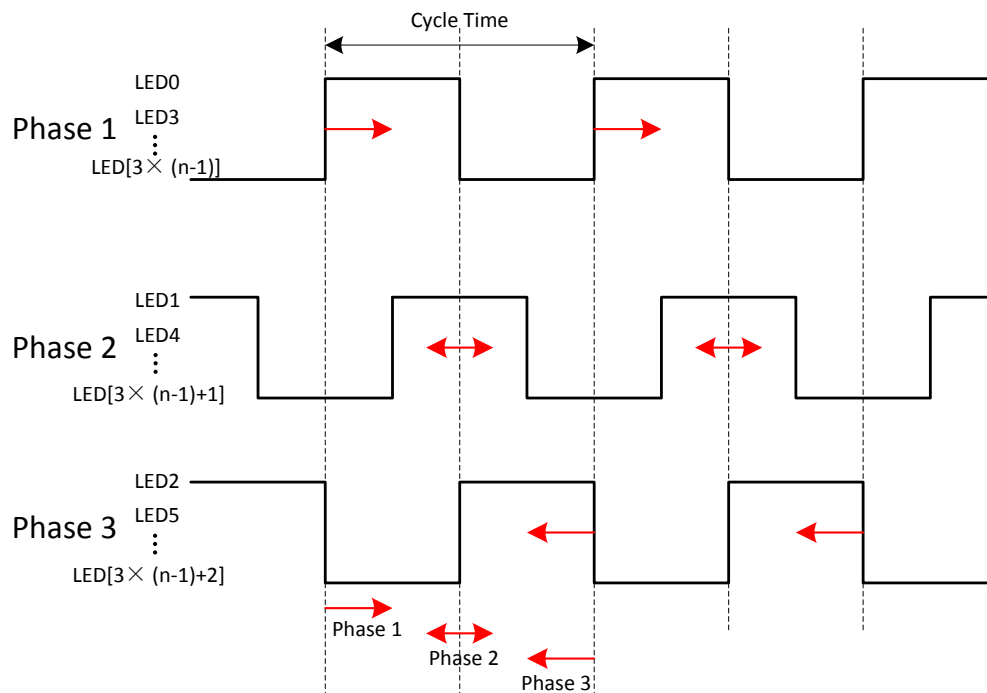 Cycle Time
Phase 1
LED0
LED3
LED[3× (n-1)]
Phase 2
LED1
LED4
LED[3× (n-1)+1]
Phase 3
LED2
LED5
LED[3× (n-1)+2]
Phase 1
Phase 2
Phase 3